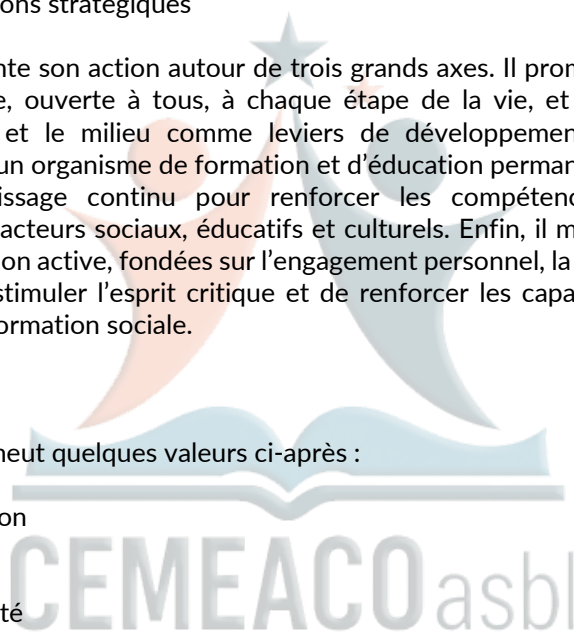 ons stratégiques
nte son action autour de trois grands axes. Il prom
e, ouverte à tous, à chaque étape de la vie, et
et le milieu comme leviers de développemen
un organisme de formation et d’éducation perman
issage continu pour renforcer les compétenc
acteurs sociaux, éducatifs et culturels. Enfin, il m
on active, fondées sur l’engagement personnel, la
stimuler l’esprit critique et de renforcer les capa
ormation sociale.
neut quelques valeurs ci-après :
on
té
CEMEACO asbl